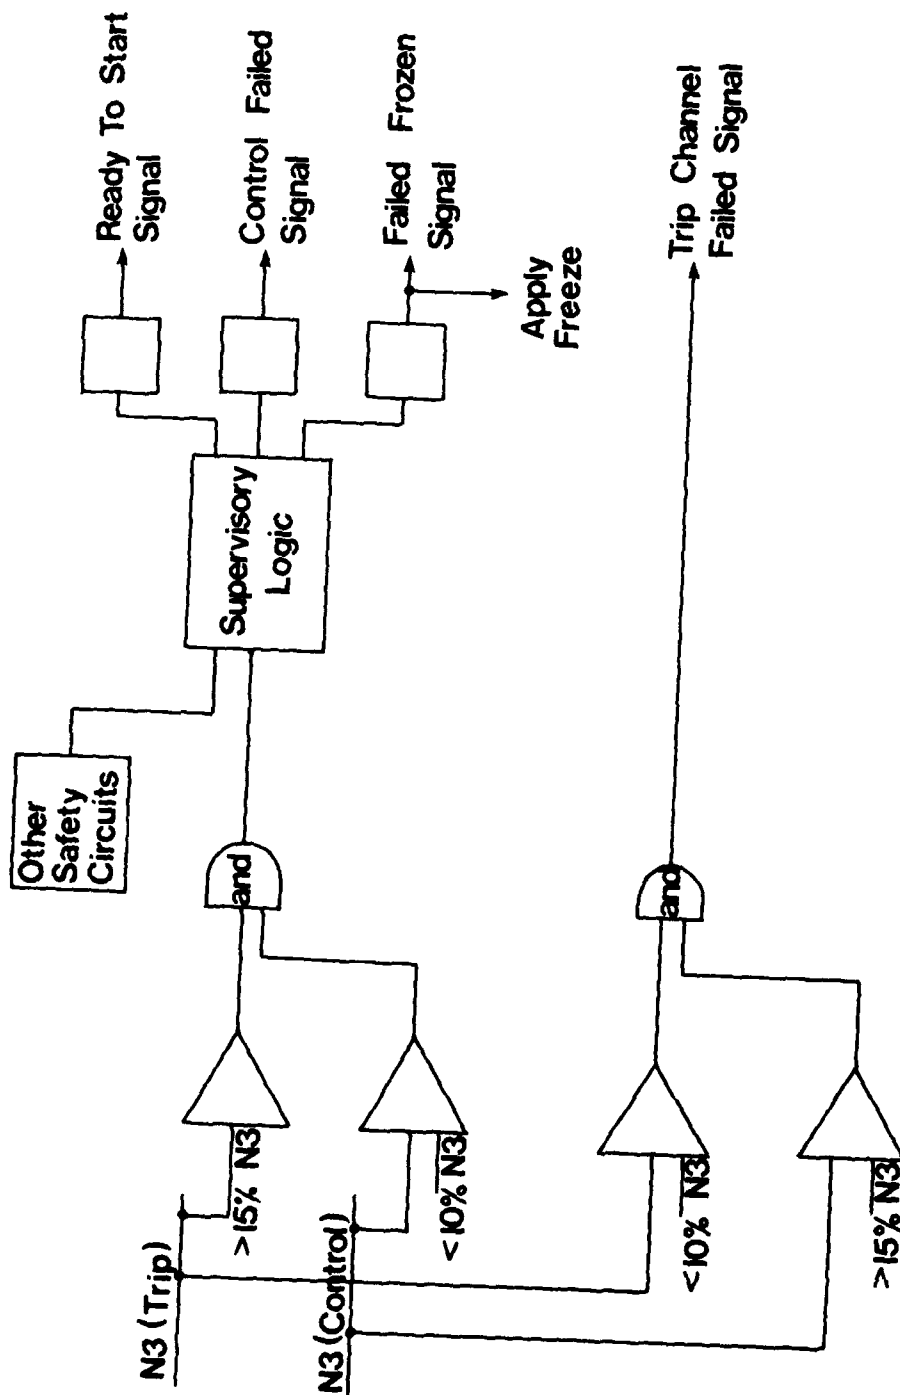 Other
Safety
Circuits
Supervisory
Logic
Ready To Start
Signal
Control Failed
Signal
Failed Frozen
Signal
Apply
Freeze
N3 (Trip)
>15% N3
and
N3 (Control)
<10% N3
<10% N3
and
Trip Channel
Failed Signal
>15% N3